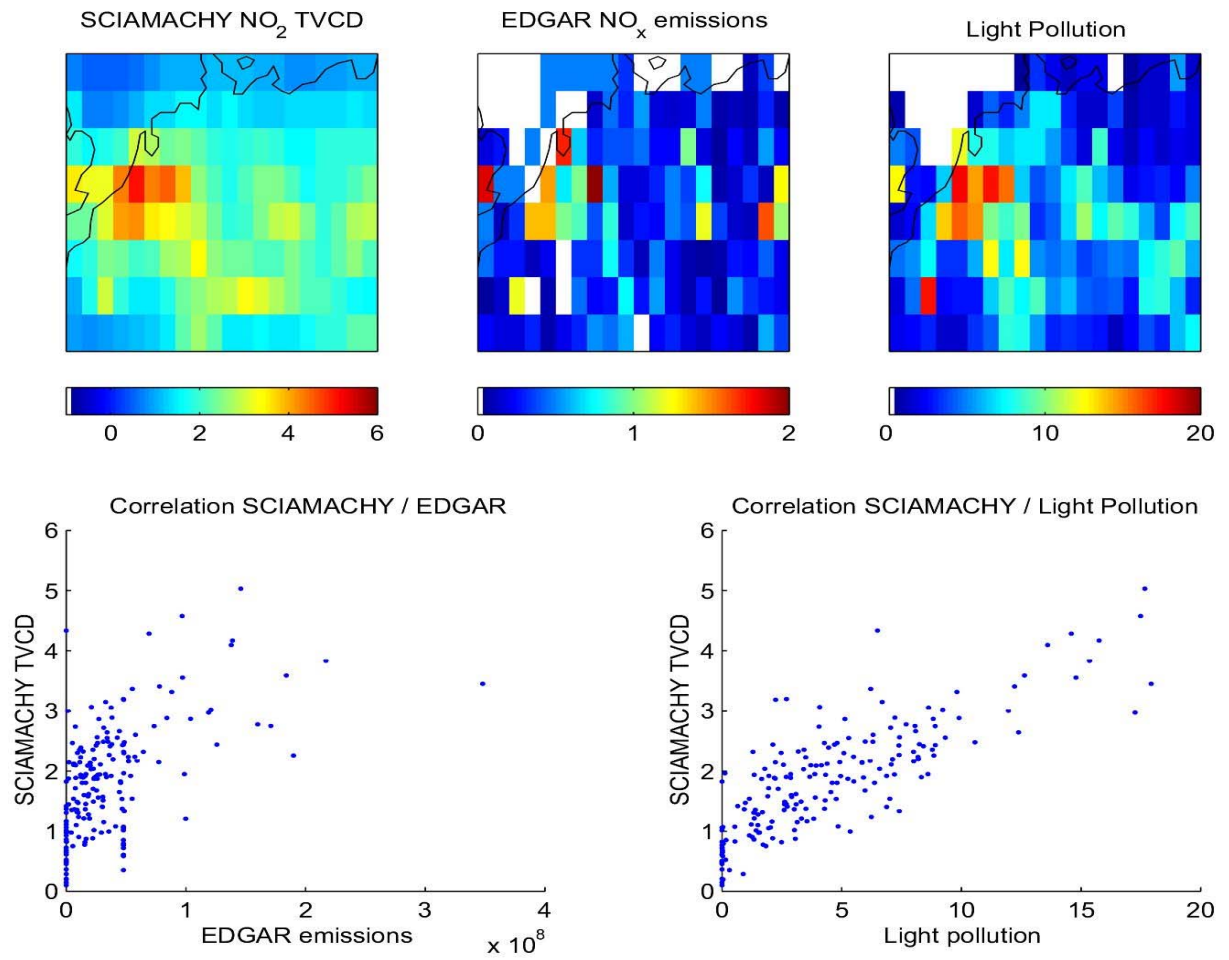 SCIAMACHY NO2 TVCD
EDGAR NOx emissions
Light Pollution
0 2 4 6
0 1 2
0 10 20
Correlation SCIAMACHY / EDGAR
6
5
4
3
2
1
0
SCIAMACHY TVCD
0 1 2 3 4
EDGAR emissions
x 10^8
Correlation SCIAMACHY / Light Pollution
6
5
4
3
2
1
0
SCIAMACHY TVCD
0 5 10 15 20
Light pollution